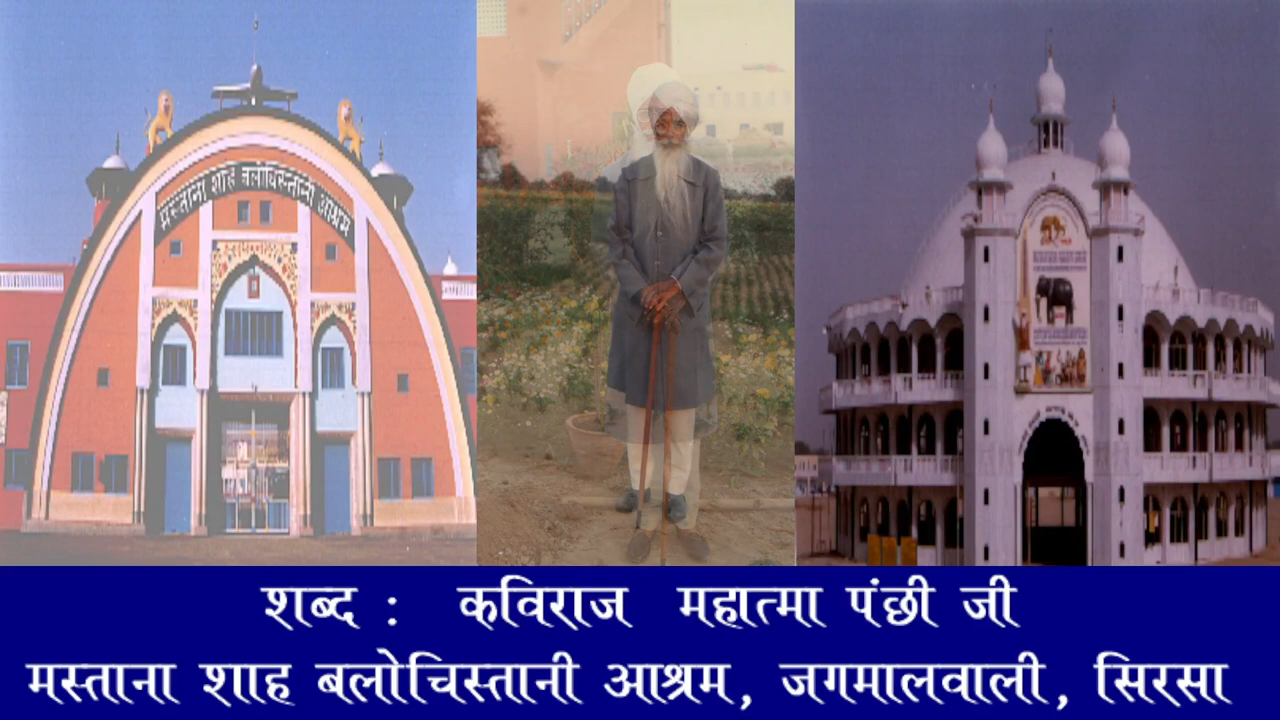 मस्ताना शाह बलोचिस्तानी आश्रम
शब्द : कविराज महात्मा पंछी जी
मस्ताना शाह बलोचिस्तानी आश्रम, जगमालवाली, सिरसा